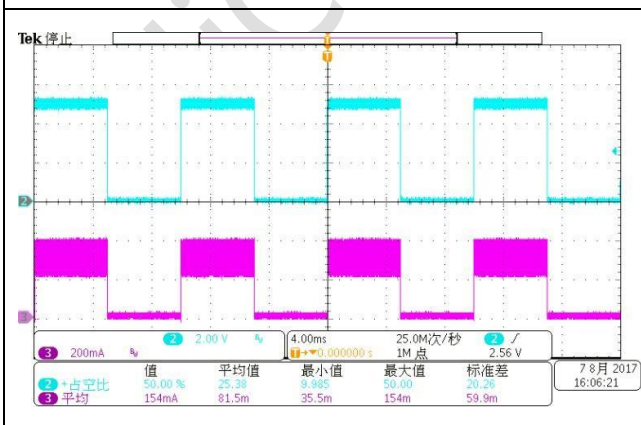 Tek 停止
T
T
2
3
2 2.00 V BW 4.00ms 25.0M次/秒 2 ∫
3 200mA BW T→▼0.000000 s 1M 点 2.56 V
值 平均值 最小值 最大值 标准差
2 +占空比 50.00 % 25.38 9.985 50.00 20.26
3 平均 154mA 81.5m 35.5m 154m 59.9m
7 8月 2017
16:06:21